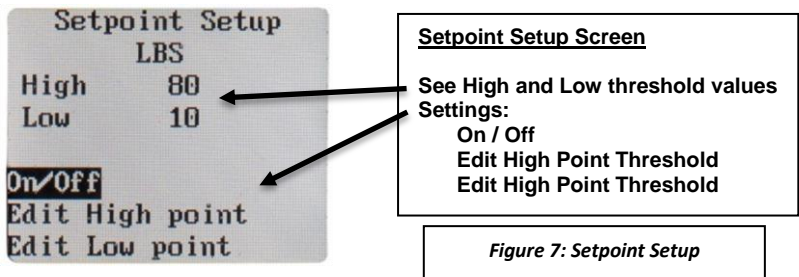 Setpoint Setup
LBS
High 80
Low 10
On/Off
Edit High point
Edit Low point
Setpoint Setup Screen
See High and Low threshold values
Settings:
On / Off
Edit High Point Threshold
Edit High Point Threshold
Figure 7: Setpoint Setup